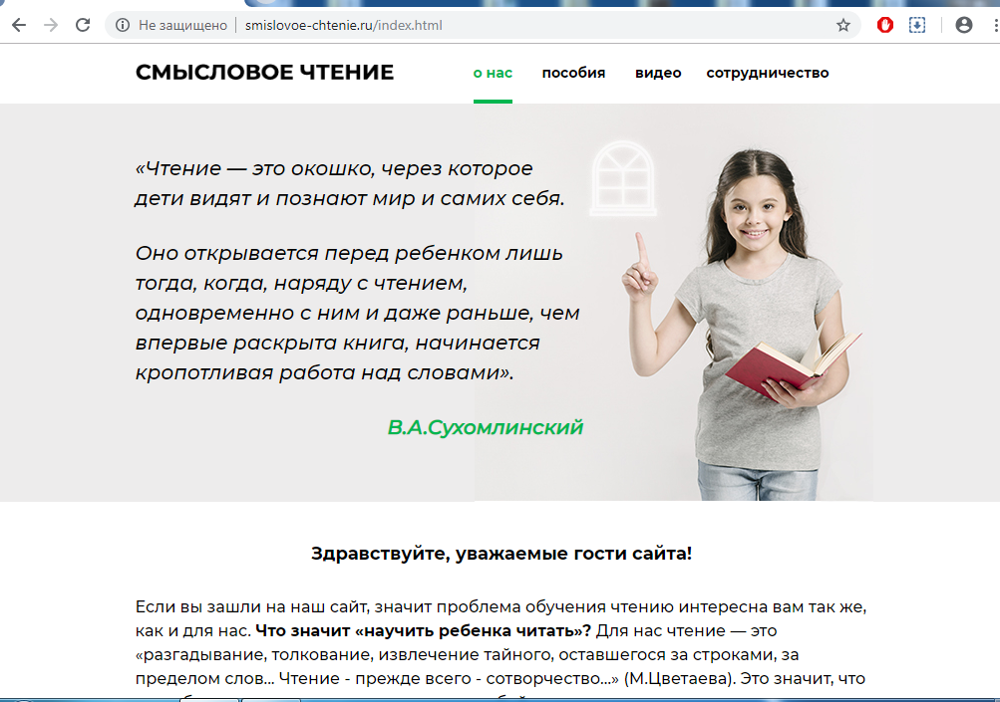 Не защищено smislovoe-chtenie.ru/index.html
СМЫСЛОВОЕ ЧТЕНИЕ о нас пособия видео сотрудничество
«Чтение — это окошко, через которое
дети видят и познают мир и самих себя.
Оно открывается перед ребенком лишь
тогда, когда, наряду с чтением,
одновременно с ним и даже раньше, чем
впервые раскрыта книга, начинается
кропотливая работа над словами».
В.А.Сухомлинский
Здравствуйте, уважаемые гости сайта!
Если вы зашли на наш сайт, значит проблема обучения чтению интересна вам так же,
как и для нас. Что значит «научить ребенка читать»? Для нас чтение — это
«разгадывание, толкование, извлечение тайного, оставшегося за строками, за
пределом слов... Чтение - прежде всего - сотворчество...» (М.Цветаева). Это значит, что